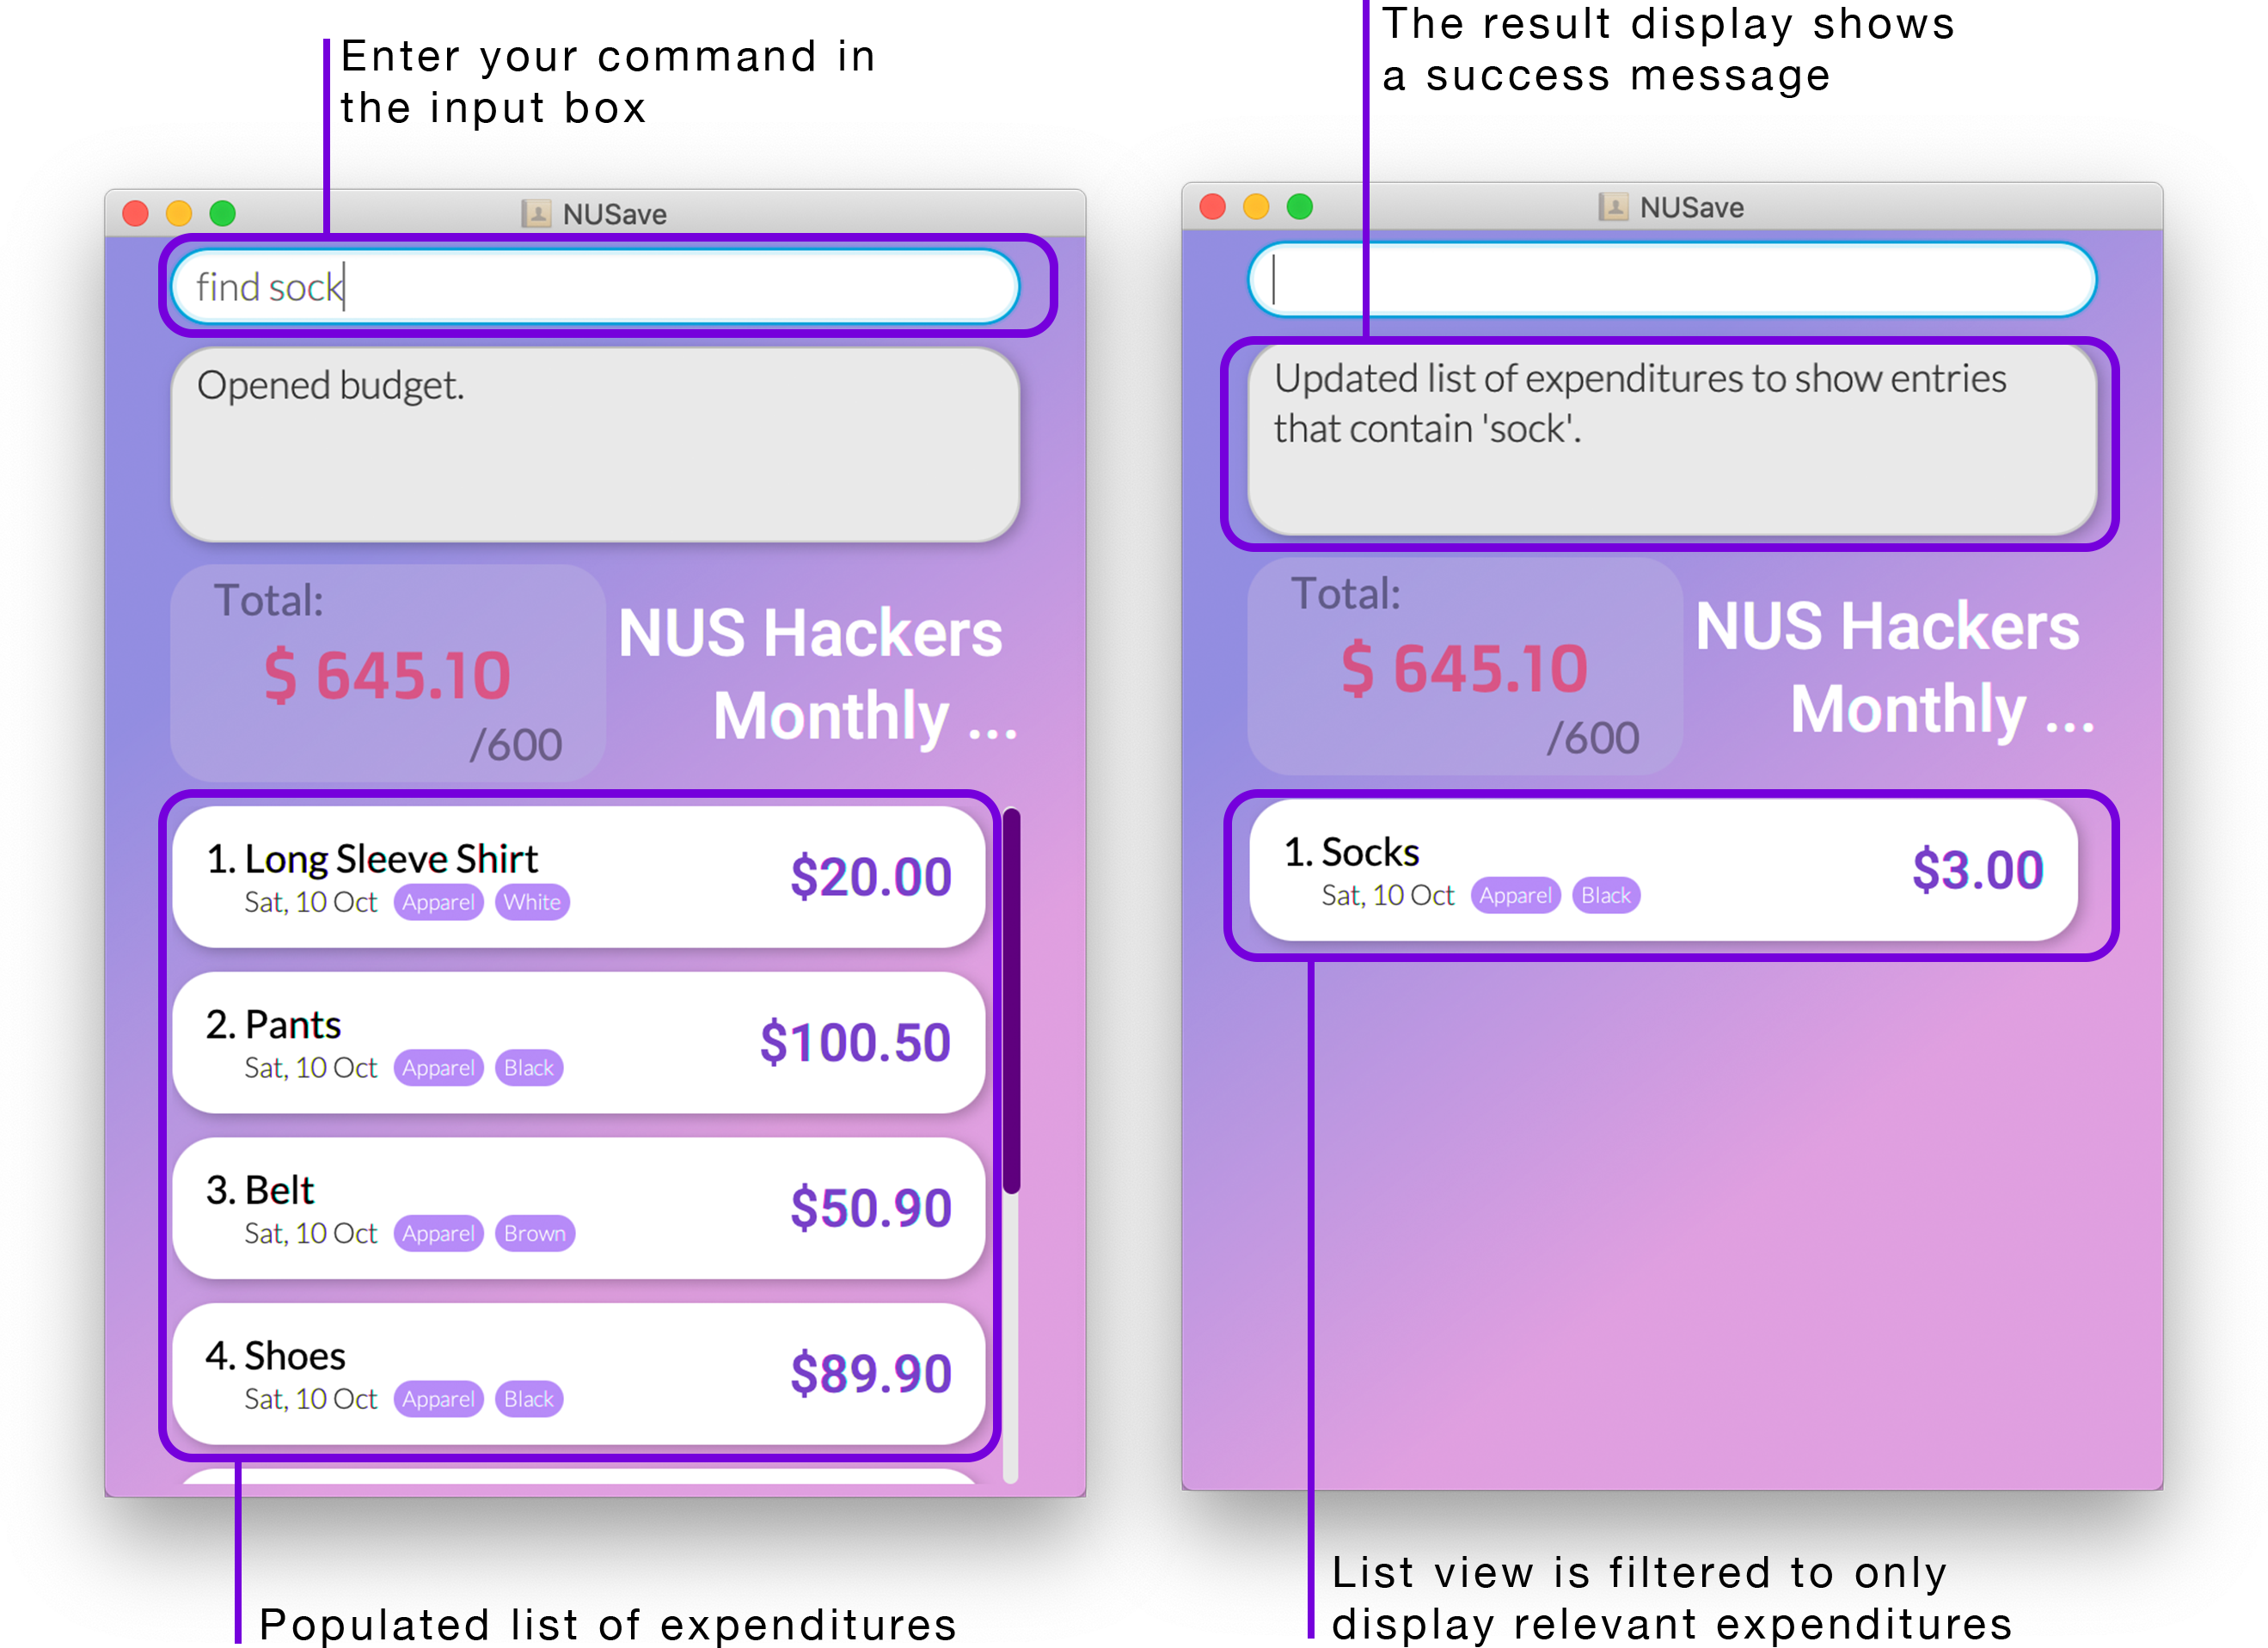 Enter your command in
the input box
NUSave
find sock
Opened budget.
Total:
$ 645.10
/600
NUS Hackers
Monthly ...
1. Long Sleeve Shirt
$20.00
Sat, 10 Oct Apparel White
2. Pants
$100.50
Sat, 10 Oct Apparel Black
3. Belt
$50.90
Sat, 10 Oct Apparel Brown
4. Shoes
$89.90
Sat, 10 Oct Apparel Black
Populated list of expenditures
The result display shows
a success message
NUSave
Updated list of expenditures to show entries
that contain 'sock'.
Total:
$ 645.10
/600
NUS Hackers
Monthly ...
1. Socks
$3.00
Sat, 10 Oct Apparel Black
List view is filtered to only
display relevant expenditures